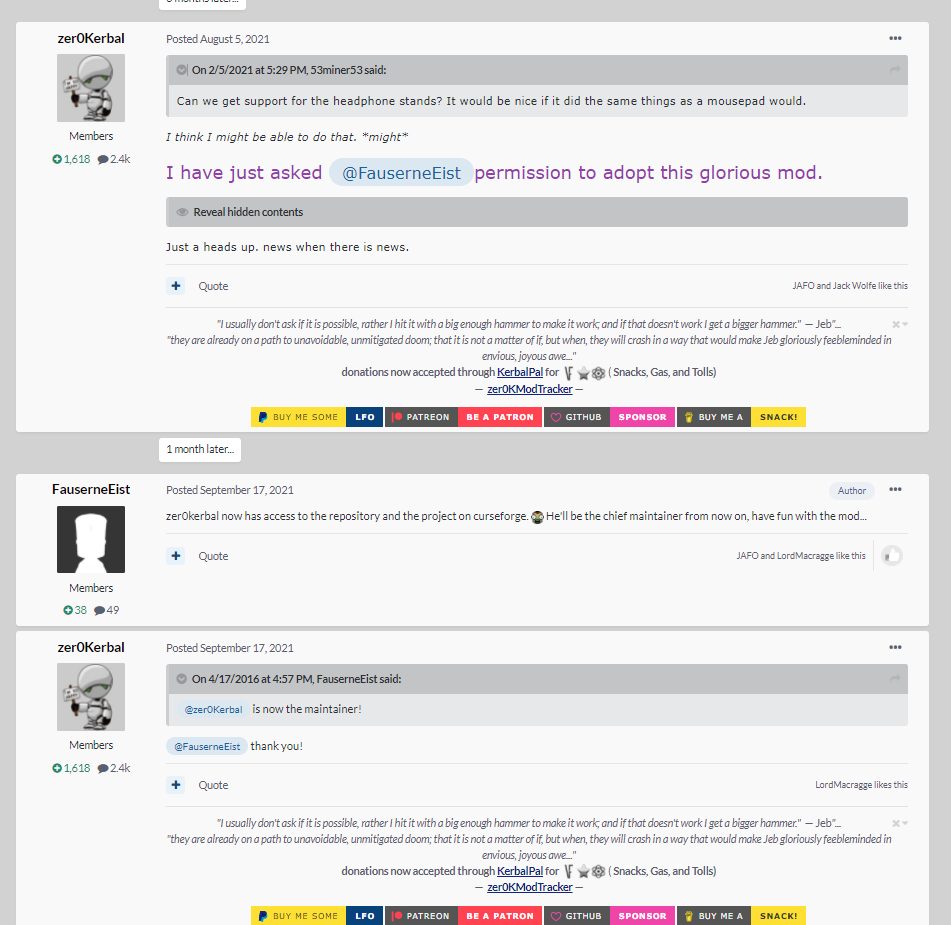 zer0Kerbal
Posted August 5, 2021
On 2/5/2021 at 5:29 PM, 53miner53 said:
Can we get support for the headphone stands? It would be nice if it did the same things as a mousepad would.
Members
I think I might be able to do that. *might*
1,618 2.4k
I have just asked @FauserneEist permission to adopt this glorious mod.
Reveal hidden contents
Just a heads up. news when there is news.
+ Quote
JAFO and Jack Wolfe like this
"I usually don't ask if it is possible, rather I hit it with a big enough hammer to make it work; and if that doesn't work I get a bigger hammer." — Jeb"...
"they are already on a path to unavoidable, unmitigated doom; that it is not a matter of if, but when, they will crash in a way that would make Jeb gloriously feebleminded in
envious, joyous awe..."
donations now accepted through KerbalPal for ( Snacks, Gas, and Tolls)
— zer0KModTracker —
BUY ME SOME LFO PATREON BE A PATRON GITHUB SPONSOR BUY ME A SNACK!
1 month later...
FauserneEist
Posted September 17, 2021
Author
zer0kerbal now has access to the repository and the project on curseforge. He'll be the chief maintainer from now on, have fun with the mod...
+ Quote
JAFO and LordMacragge like this
Members
38 49
zer0Kerbal
Posted September 17, 2021
On 4/17/2016 at 4:57 PM, FauserneEist said:
@zer0Kerbal is now the maintainer!
Members
@FauserneEist thank you!
1,618 2.4k
+ Quote
LordMacragge likes this
"I usually don't ask if it is possible, rather I hit it with a big enough hammer to make it work; and if that doesn't work I get a bigger hammer." — Jeb"...
"they are already on a path to unavoidable, unmitigated doom; that it is not a matter of if, but when, they will crash in a way that would make Jeb gloriously feebleminded in
envious, joyous awe..."
donations now accepted through KerbalPal for ( Snacks, Gas, and Tolls)
— zer0KModTracker —
BUY ME SOME LFO PATREON BE A PATRON GITHUB SPONSOR BUY ME A SNACK!